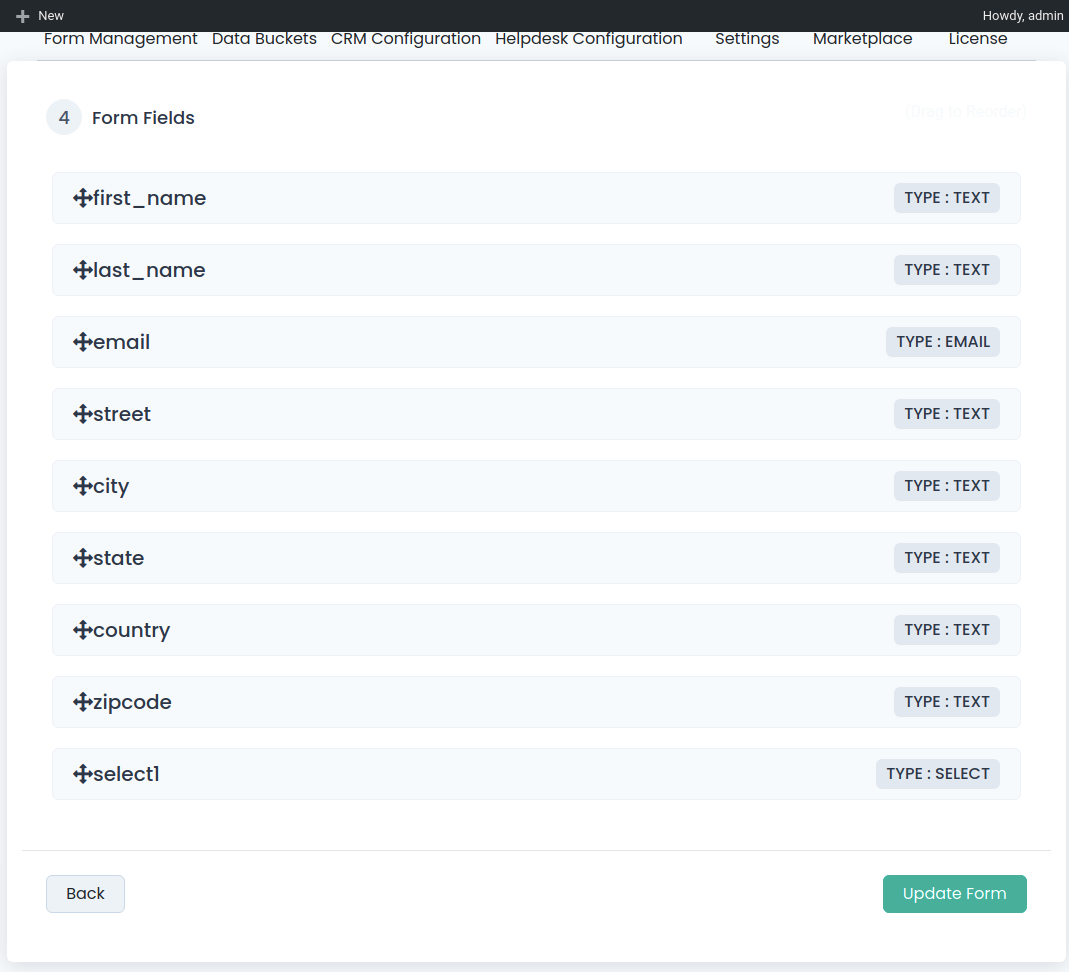 New Howdy, admin
Form Management Data Buckets CRM Configuration Helpdesk Configuration Settings Marketplace License
4 Form Fields (Drag to Reorder)
first_name TYPE : TEXT
last_name TYPE : TEXT
email TYPE : EMAIL
street TYPE : TEXT
city TYPE : TEXT
state TYPE : TEXT
country TYPE : TEXT
zipcode TYPE : TEXT
select1 TYPE : SELECT
Back Update Form